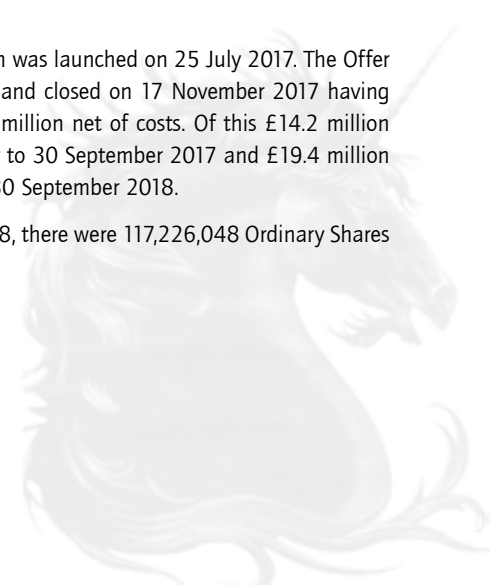 was launched on 25 July 2017. The Offer
and closed on 17 November 2017 having
million net of costs. Of this £14.2 million
to 30 September 2017 and £19.4 million
30 September 2018.
8, there were 117,226,048 Ordinary Shares